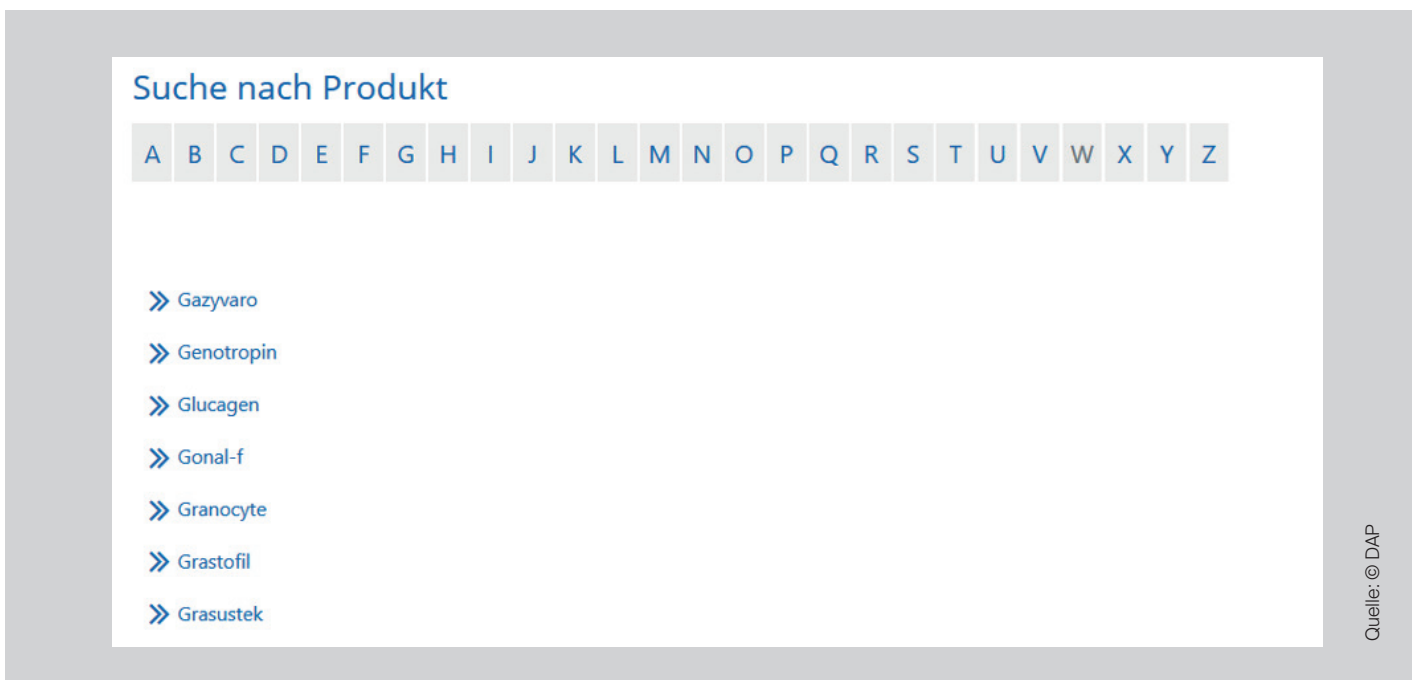 Suche nach Produkt
A B C D E F G H I J K L M N O P Q R S T U V W X Y Z
Gazyvaro
Genotropin
Glucagen
Gonal-f
Granocyte
Grastofil
Grasustek
Quelle: © DAP